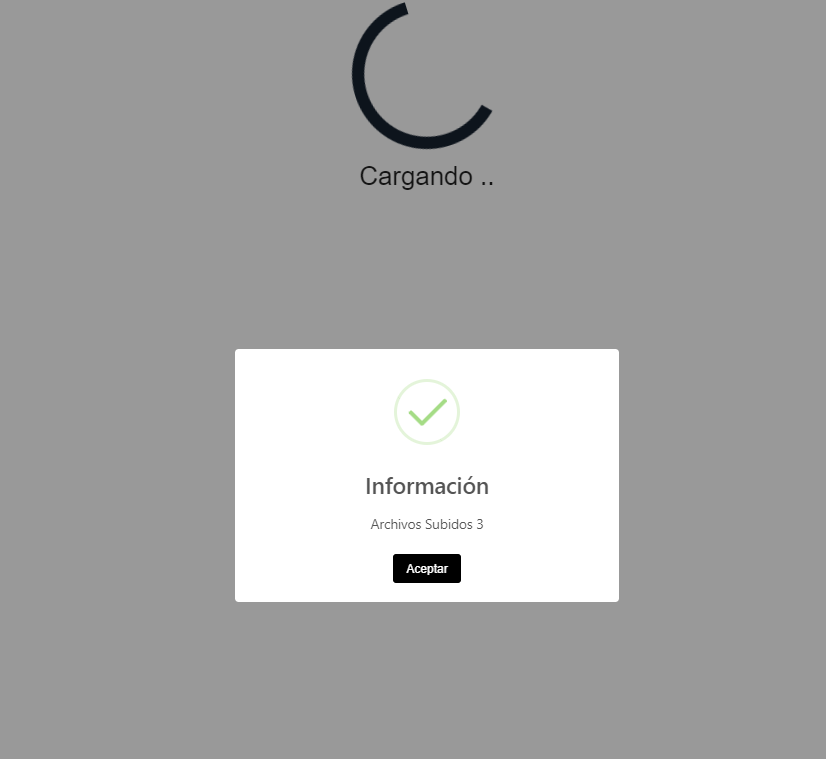 Cargando ..
Información
Archivos Subidos 3
Aceptar